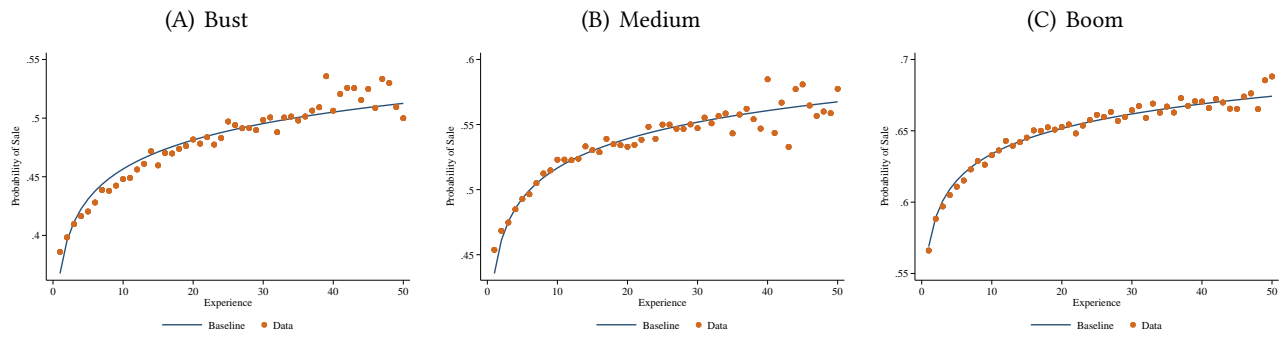 (A) Bust
.55
.5
.45
.4
Probability of Sale
0 10 20 30 40 50
Experience
Baseline Data
(B) Medium
.6
.55
.5
.45
Probability of Sale
0 10 20 30 40 50
Experience
Baseline Data
(C) Boom
.7
.65
.6
.55
Probability of Sale
0 10 20 30 40 50
Experience
Baseline Data